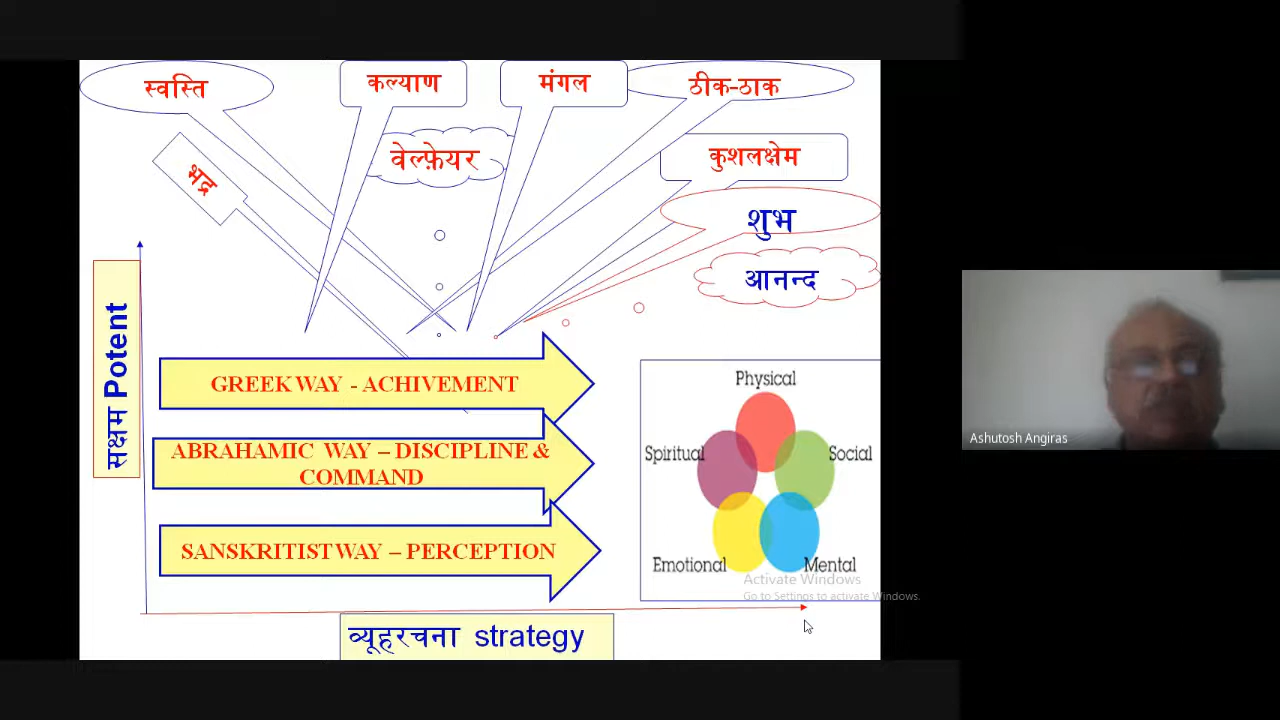 स्वस्ति
कल्याण
मंगल
ठीक-ठाक
भद्र
वेल्फ़ेयर
कुशलक्षेम
शुभ
आनन्द
सक्षम Potent
GREEK WAY - ACHIVEMENT
ABRAHAMIC WAY – DISCIPLINE &
COMMAND
SANSKRITIST WAY – PERCEPTION
Physical
Spiritual
Social
Emotional
Mental
Activate Windows
Go to Settings to activate Windows.
व्यूहरचना strategy
Ashutosh Angiras